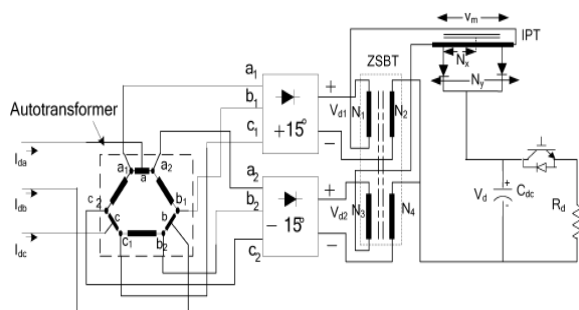 Autotransformer
I_da
I_db
I_dc
a_1
a
a_2
c_2
b_1
c
b
c_1
b_2
a_1
b_1
c_1
+15°
a_2
b_2
c_2
− 15°
+
V_d1
−
+
V_d2
−
ZSBT
N_1
N_2
N_3
N_4
V_m
IPT
N_x
N_y
V_d
+
−
C_dc
R_d